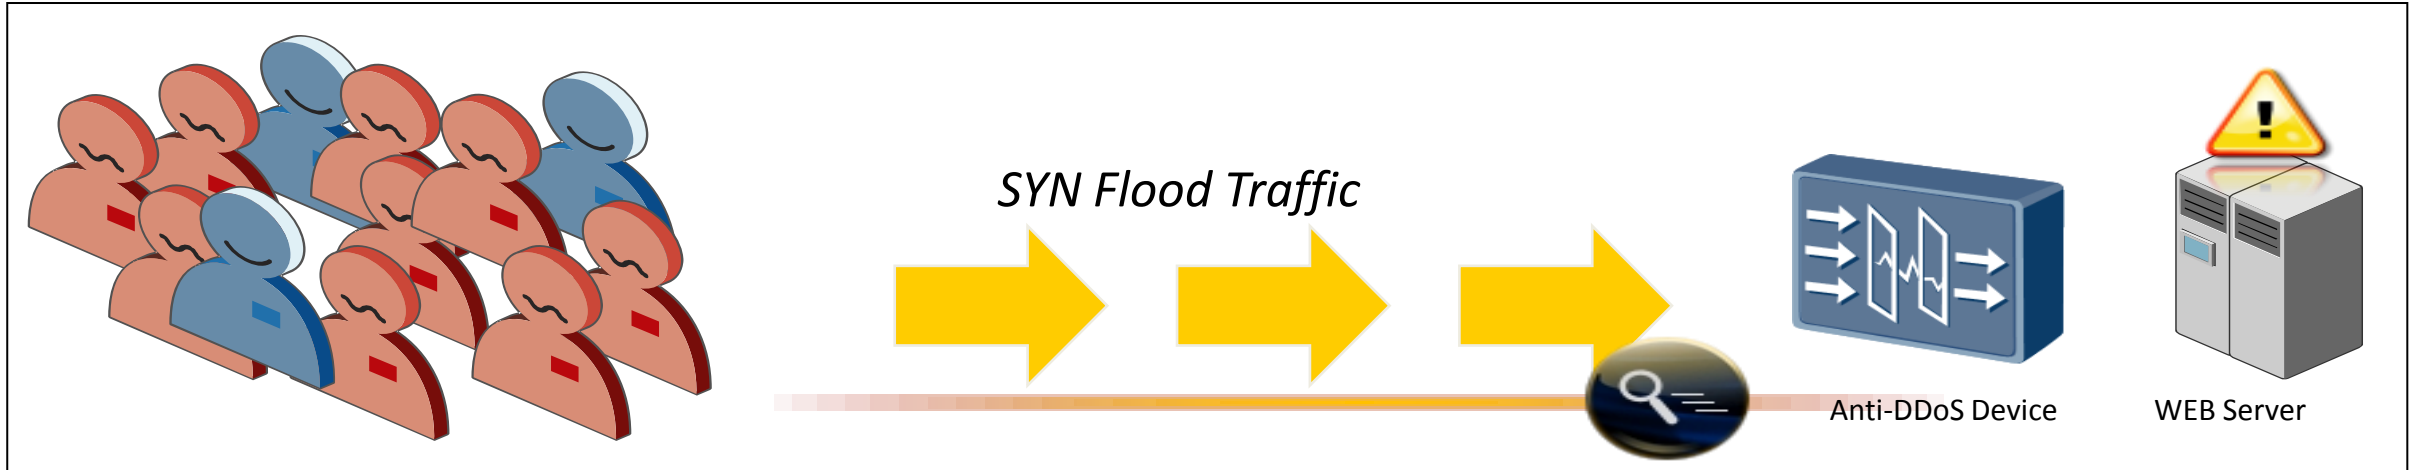 SYN Flood Traffic
Anti-DDoS Device
WEB Server